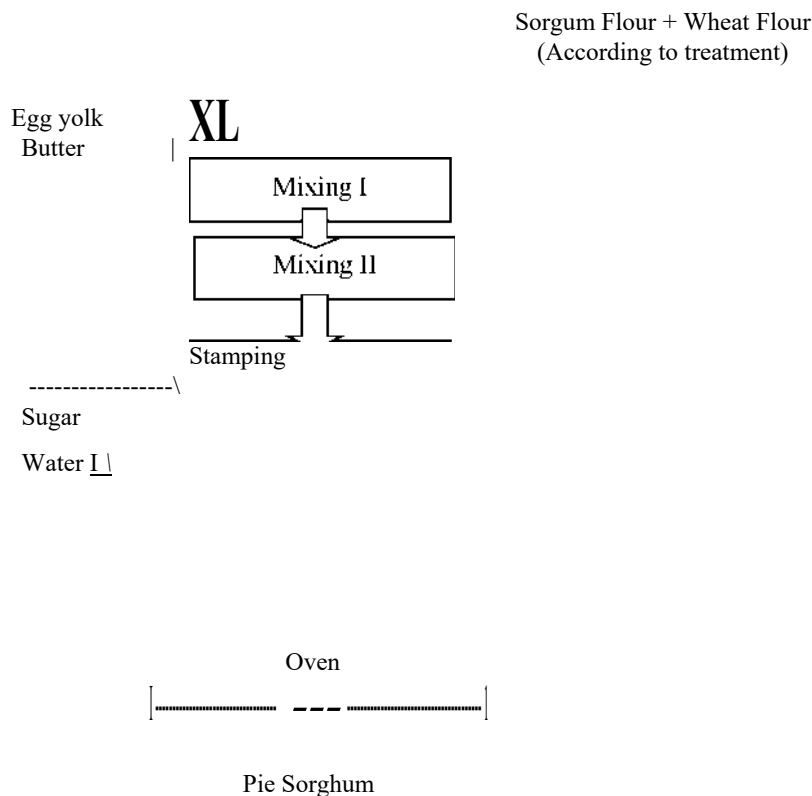 Sorgum Flour + Wheat Flour
(According to treatment)
Egg yolk
Butter |
XL
Mixing I
Mixing II
Stamping
-----------------\
Sugar
Water I \
Oven
Pie Sorghum